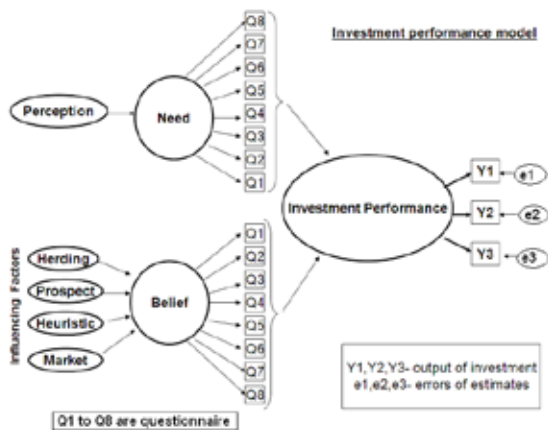 Investment performance model
Q8
Q7
Q6
Q5
Q4
Q3
Q2
Q1
Perception
Need
Investment Performance
Y1
e1
Y2
e2
Y3
e3
Influencing Factors
Herding
Prospect
Heuristic
Market
Belief
Q1
Q2
Q3
Q4
Q5
Q6
Q7
Q8
Y1,Y2,Y3- output of investment
e1,e2,e3- errors of estimates
Q1 to Q8 are questionnaire